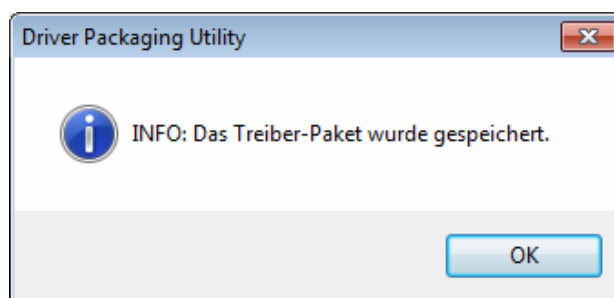 Driver Packaging Utility
INFO: Das Treiber-Paket wurde gespeichert.
OK